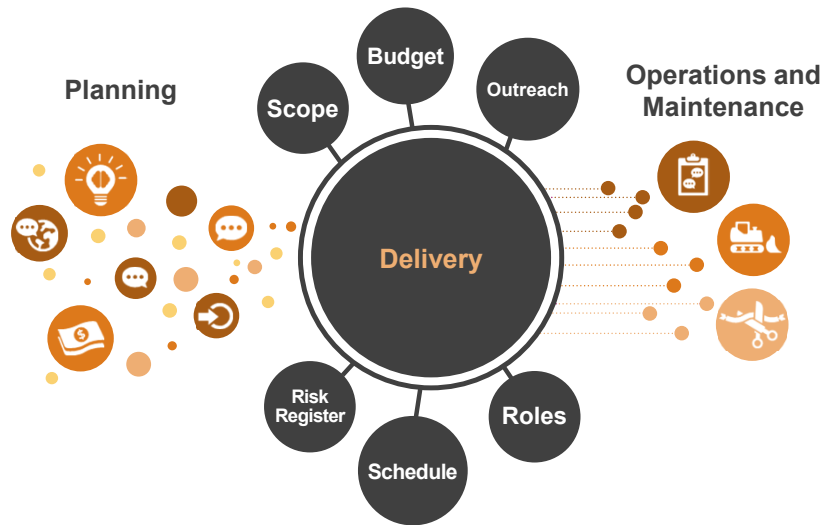 Planning
Scope
Budget
Outreach
Operations and
Maintenance
Delivery
$
Risk
Register
Schedule
Roles